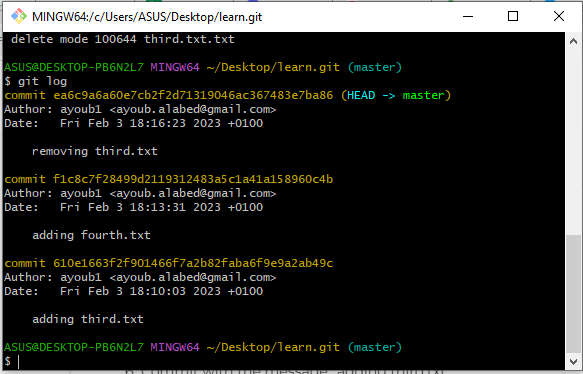 MINGW64:/c/Users/ASUS/Desktop/learn.git
delete mode 100644 third.txt.txt
ASUS@DESKTOP-PB6N2L7 MINGW64 ~/Desktop/learn.git (master)
$ git log
commit ea6c9a6a60e7cb2f2d71319046ac367483e7ba86 (HEAD -> master)
Author: ayoub1 <ayoub.alabed@gmail.com>
Date:   Fri Feb 3 18:16:23 2023 +0100
removing third.txt
commit f1c8c7f28499d2119312483a5c1a41a158960c4b
Author: ayoub1 <ayoub.alabed@gmail.com>
Date:   Fri Feb 3 18:13:31 2023 +0100
adding fourth.txt
commit 610e1663f2f901466f7a2b82faba6f9e9a2ab49c
Author: ayoub1 <ayoub.alabed@gmail.com>
Date:   Fri Feb 3 18:10:03 2023 +0100
adding third.txt
ASUS@DESKTOP-PB6N2L7 MINGW64 ~/Desktop/learn.git (master)
$